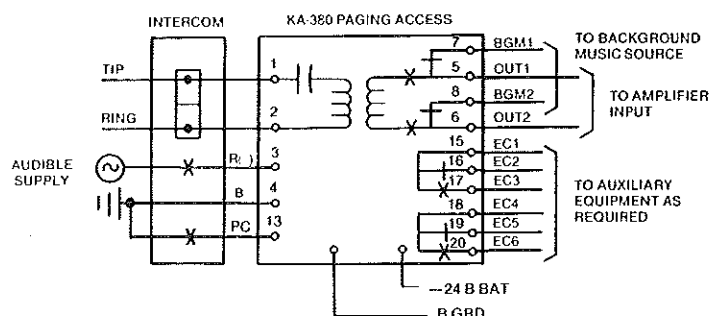 INTERCOM
KA-380 PAGING ACCESS
TIP
RING
AUDIBLE
SUPPLY
1
2
R(-)
3
B
4
PC
13
7
BGM1
5
OUT1
8
BGM2
6
OUT2
15
EC1
16
EC2
17
EC3
18
EC4
19
EC5
20
EC6
TO BACKGROUND
MUSIC SOURCE
TO AMPLIFIER
INPUT
TO AUXILIARY
EQUIPMENT AS
REQUIRED
-24 B BAT
B GRD